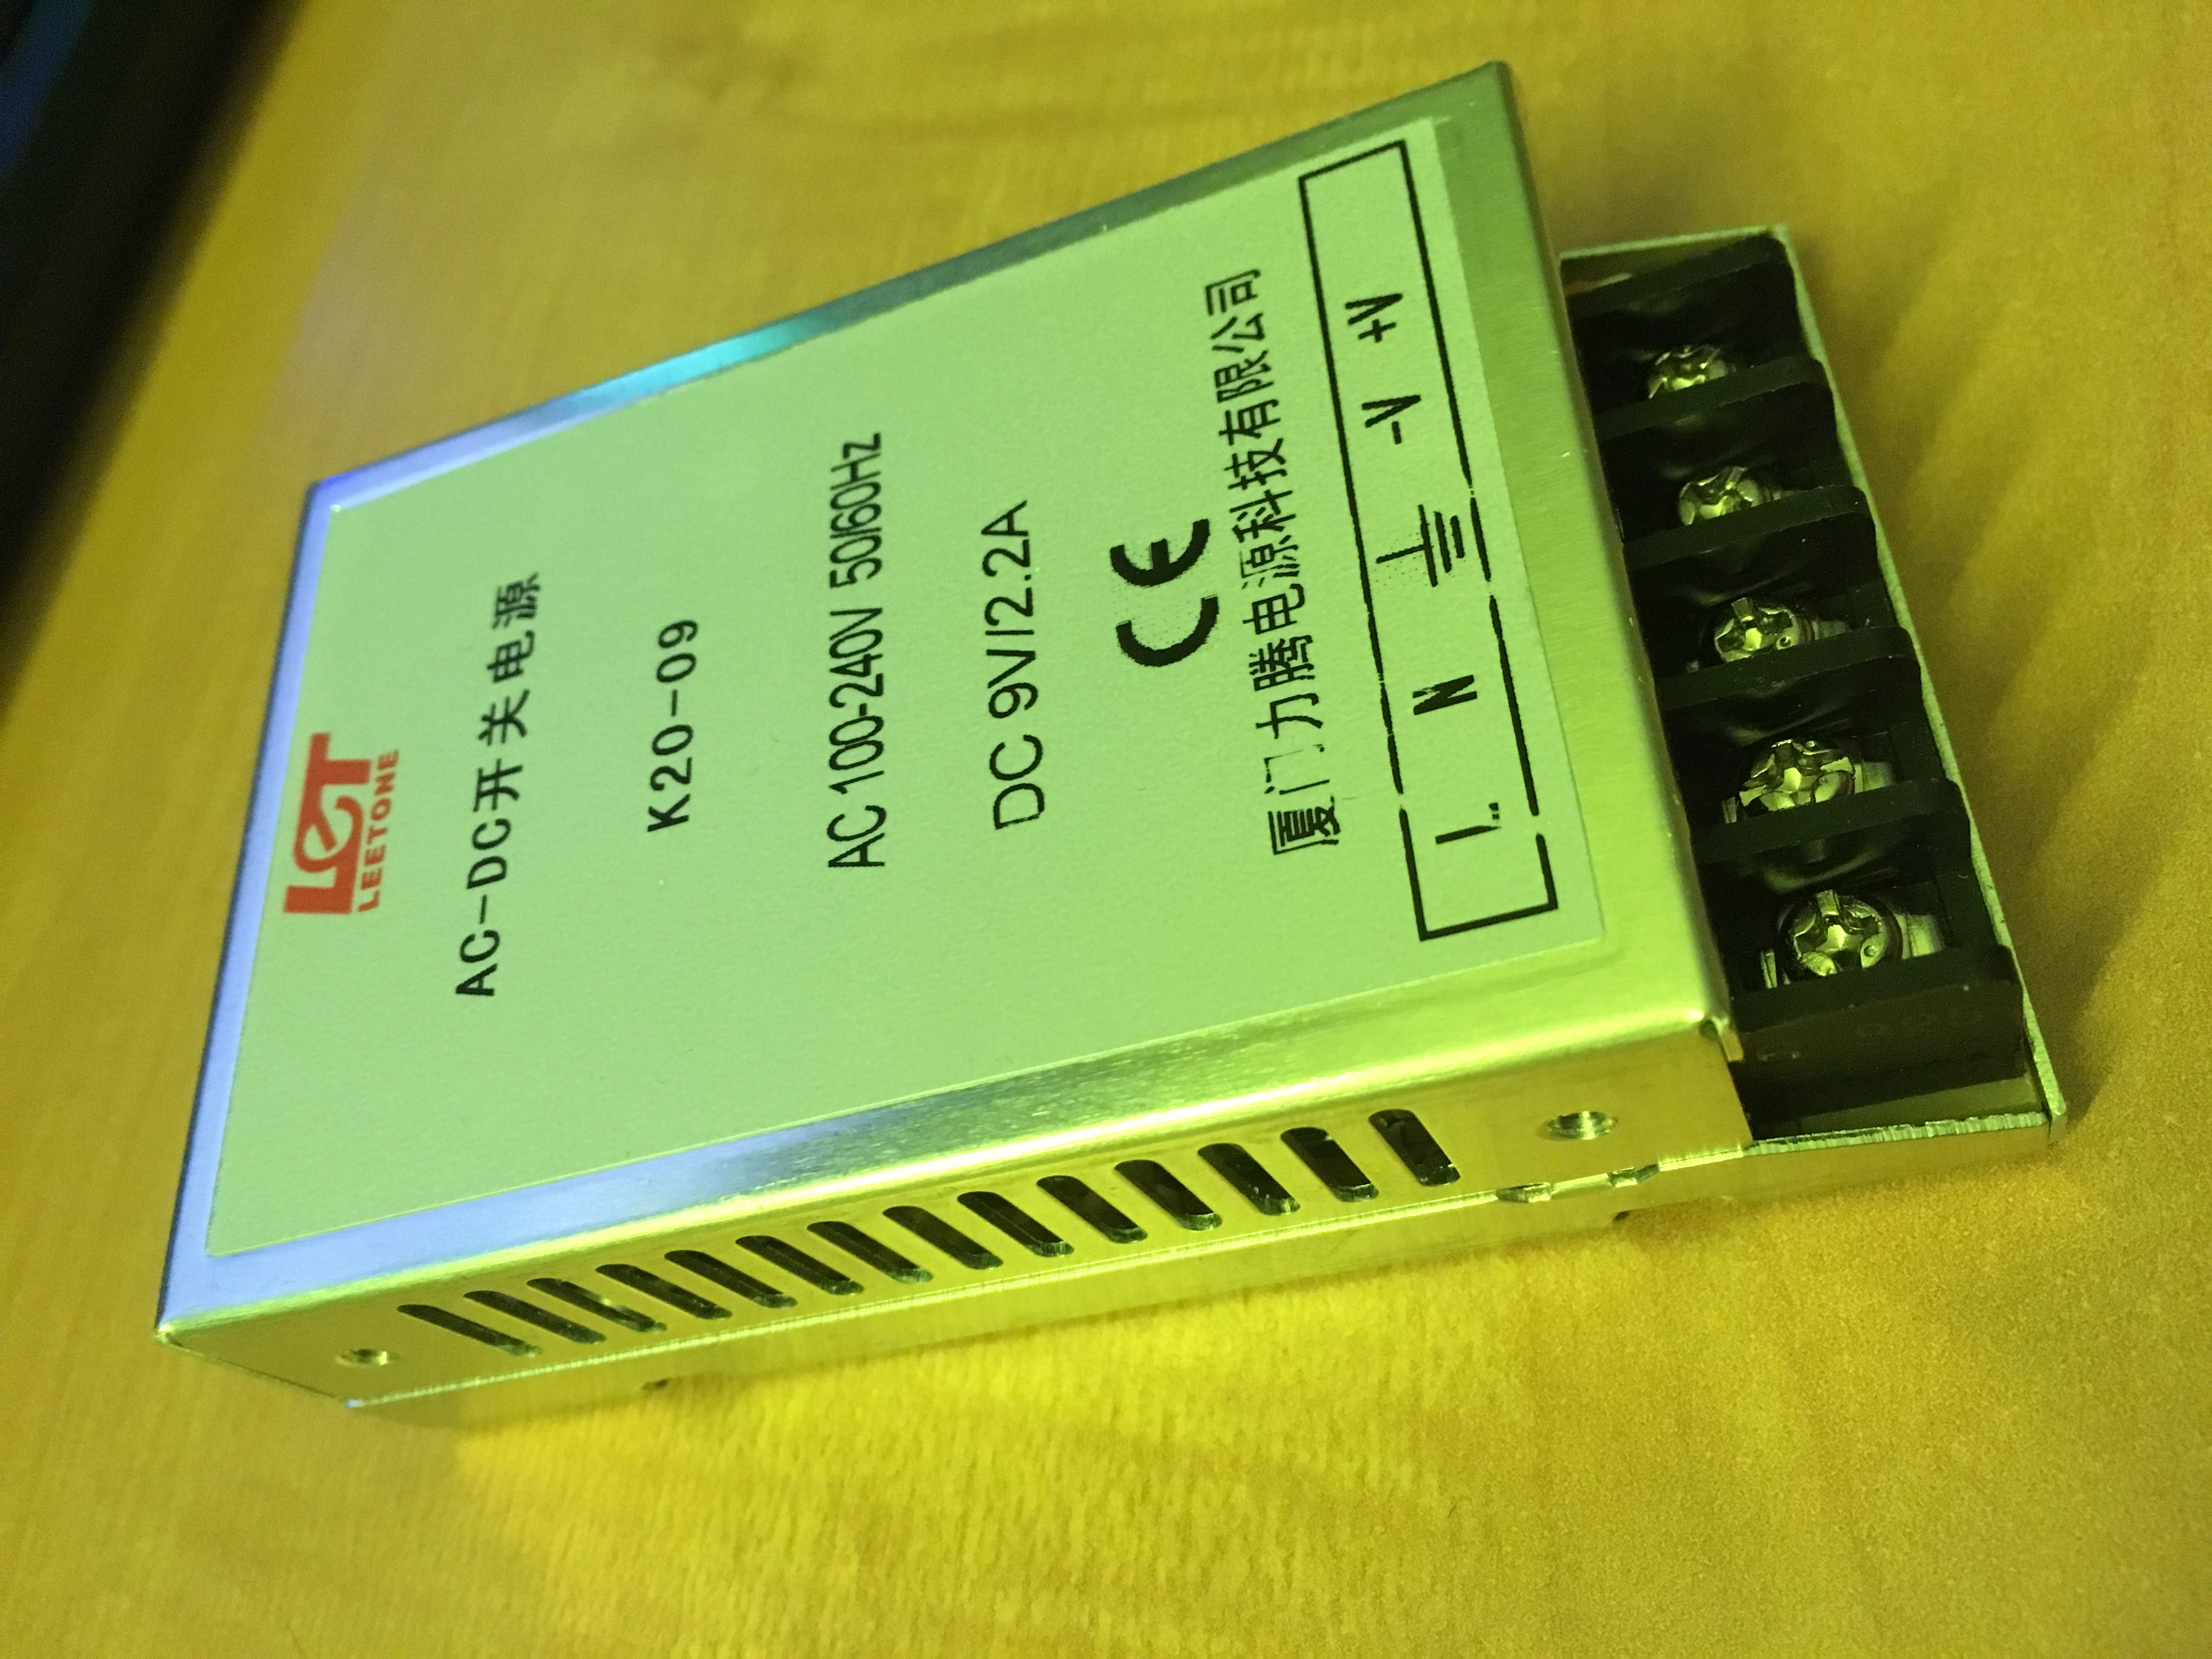 LeT
LEETONE
AC-DC开关电源
K20-09
AC 100-240V 50/60Hz
DC 9V/2.2A
CE
厦门力腾电源科技有限公司
L N ⏚ -V +V